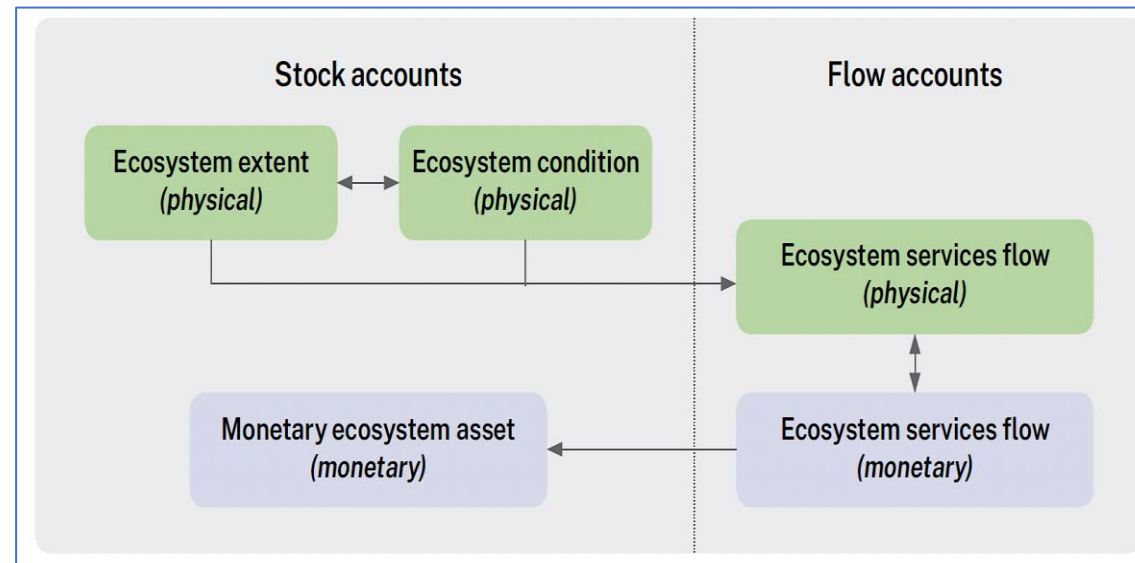 Stock accounts
Flow accounts
Ecosystem extent
(physical)
Ecosystem condition
(physical)
Ecosystem services flow
(physical)
Monetary ecosystem asset
(monetary)
Ecosystem services flow
(monetary)